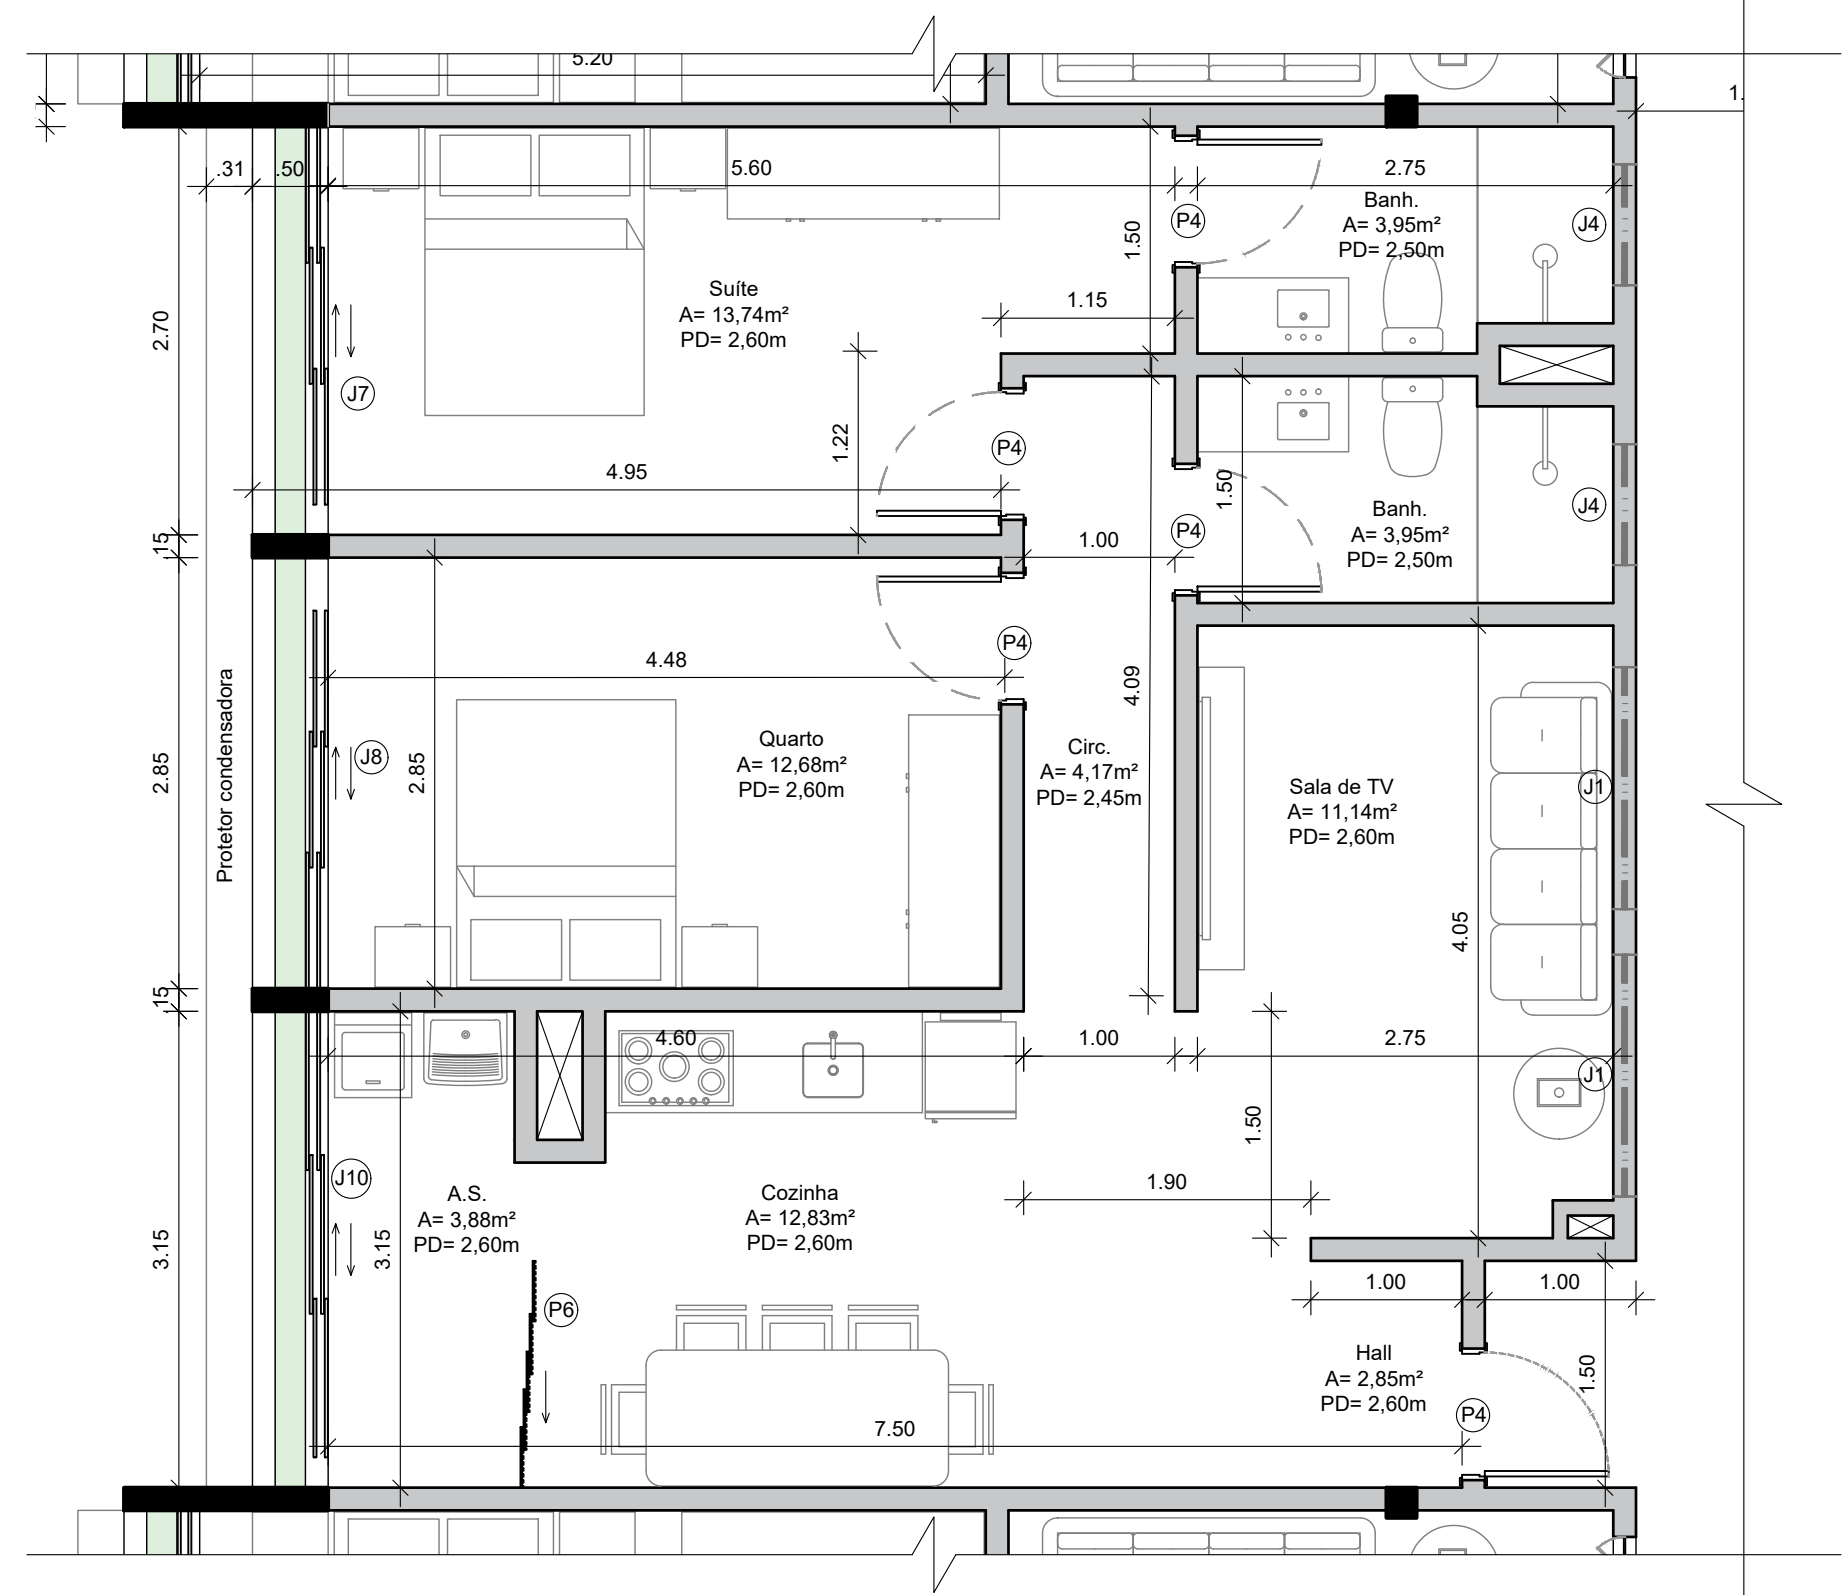 5.20
1.
.31
.50
5.60
2.75
Banh.
A= 3,95m²
PD= 2,50m
P4
J4
1.50
Suíte
A= 13,74m²
PD= 2,60m
1.15
2.70
J7
1.22
P4
4.95
1.50
J4
Banh.
A= 3,95m²
PD= 2,50m
P4
1.00
.15
P4
4.48
4.09
Protetor condensadora
2.85
J8
2.85
Quarto
A= 12,68m²
PD= 2,60m
Circ.
A= 4,17m²
PD= 2,45m
Sala de TV
A= 11,14m²
PD= 2,60m
J1
4.05
.15
4.60
1.00
2.75
J1
1.50
J10
A.S.
A= 3,88m²
PD= 2,60m
Cozinha
A= 12,83m²
PD= 2,60m
1.90
3.15
3.15
1.00
1.00
P6
Hall
A= 2,85m²
PD= 2,60m
1.50
P4
7.50